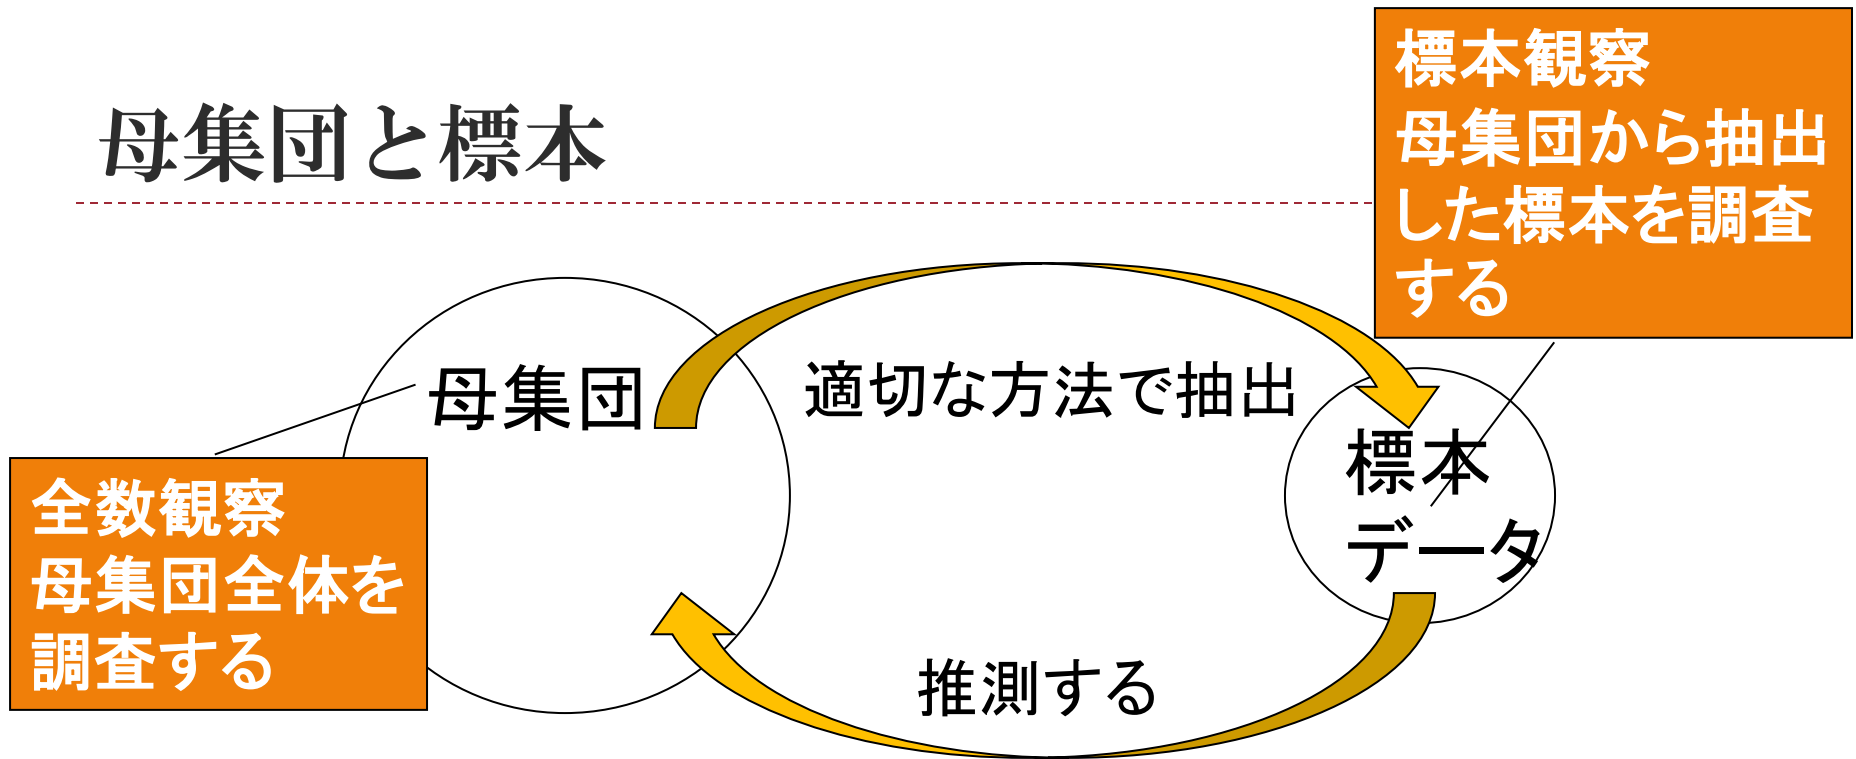 母集団と標本
標本観察
母集団から抽出
した標本を調査
する
母集団
適切な方法で抽出
標本
データ
全数観察
母集団全体を
調査する
推測する